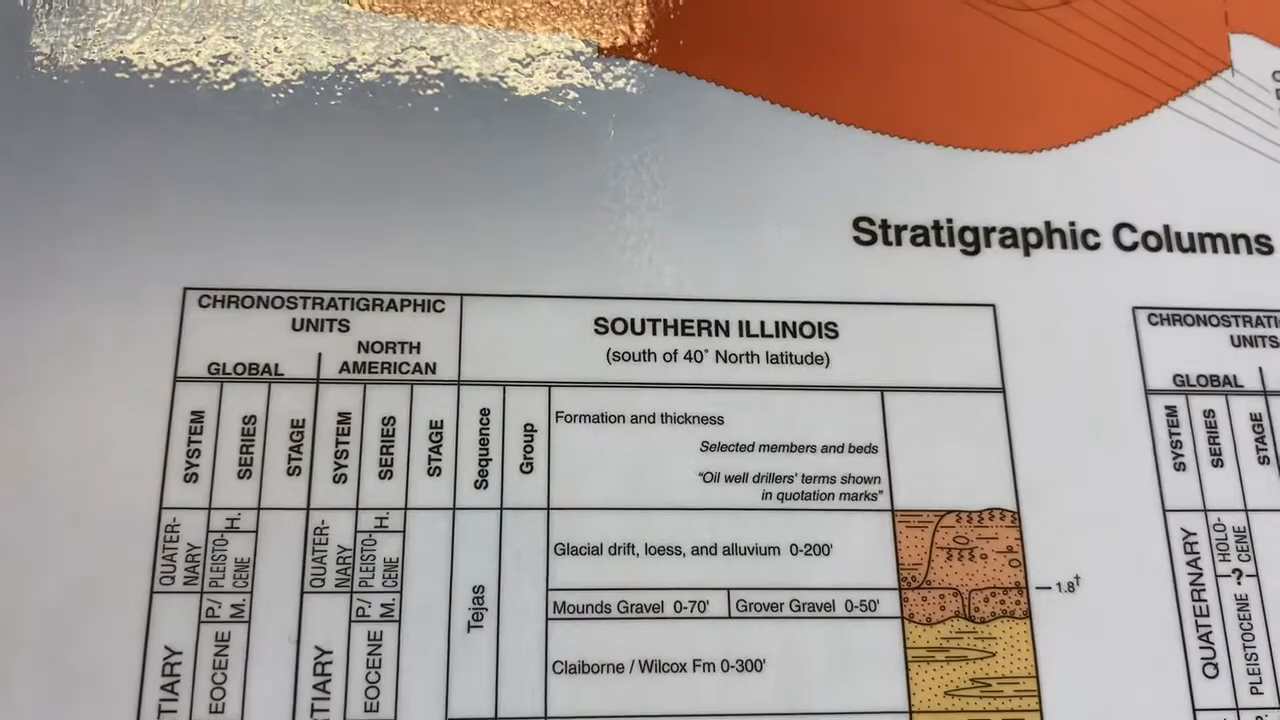 Stratigraphic Columns
CHRONOSTRATIGRAPHIC
UNITS
GLOBAL
NORTH
AMERICAN
SOUTHERN ILLINOIS
(south of 40° North latitude)
SYSTEM
SERIES
STAGE
SYSTEM
SERIES
STAGE
Sequence
Group
Formation and thickness
Selected members and beds
"Oil well drillers' terms shown
in quotation marks"
QUATER-
NARY
PLEISTO-
CENE
H.
QUATER-
NARY
PLEISTO-
CENE
H.
P./
M.
P./
M.
TIARY
EOCENE
TIARY
EOCENE
Tejas
Glacial drift, loess, and alluvium 0-200'
Mounds Gravel 0-70'
Grover Gravel 0-50'
Claiborne / Wilcox Fm 0-300'
1.8†
CHRONOSTRATI
UNITS
GLOBAL
SYSTEM
SERIES
STAGE
QUATERNARY
HOLO-
CENE
?
PLEISTOCENE